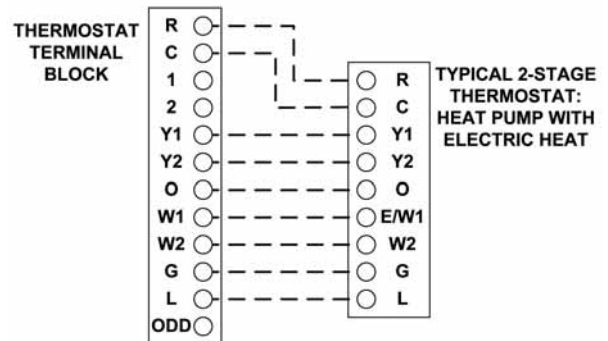 THERMOSTAT
TERMINAL
BLOCK
R
C
1
2
Y1
Y2
O
W1
W2
G
L
ODD
R
C
Y1
Y2
O
E/W1
W2
G
L
TYPICAL 2-STAGE
THERMOSTAT:
HEAT PUMP WITH
ELECTRIC HEAT